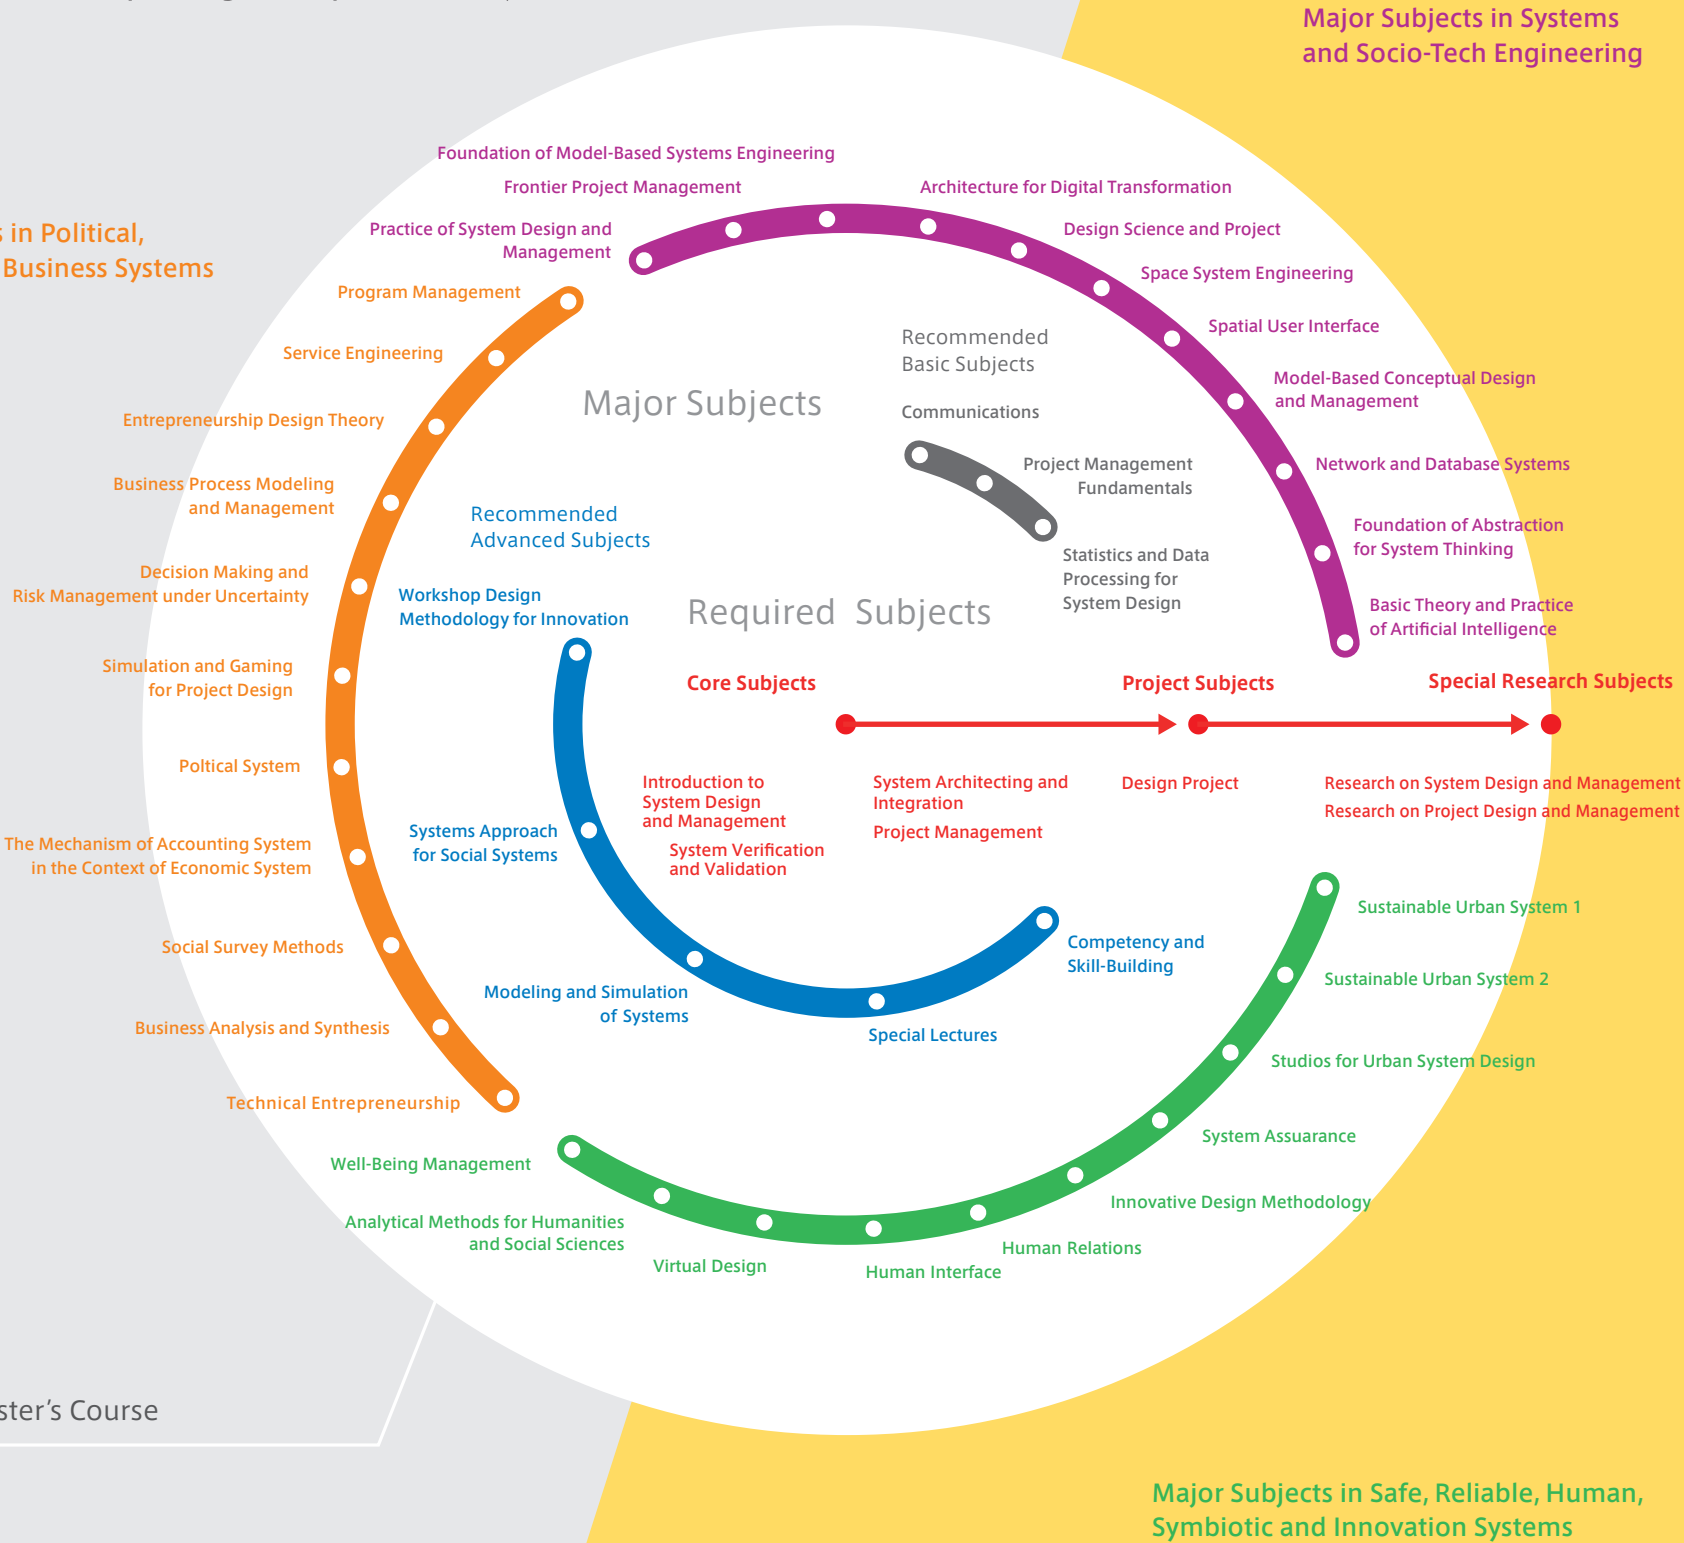 Major Subjects in Systems
and Socio-Tech Engineering
Foundation of Model-Based Systems Engineering
Frontier Project Management
Architecture for Digital Transformation
Practice of System Design and
Management
Design Science and Project
in Political,
Business Systems
Space System Engineering
Program Management
Spatial User Interface
Recommended
Basic Subjects
Service Engineering
Major Subjects
Model-Based Conceptual Design
and Management
Communications
Entrepreneurship Design Theory
Project Management
Fundamentals
Network and Database Systems
Business Process Modeling
and Management
Recommended
Advanced Subjects
Foundation of Abstraction
for System Thinking
Statistics and Data
Processing for
System Design
Decision Making and
Risk Management under Uncertainty
Workshop Design
Methodology for Innovation
Required Subjects
Basic Theory and Practice
of Artificial Intelligence
Simulation and Gaming
for Project Design
Core Subjects
Project Subjects
Special Research Subjects
Poltical System
Introduction to
System Design
and Management
System Verification
and Validation
System Architecting and
Integration
Project Management
Design Project
Research on System Design and Management
Research on Project Design and Management
The Mechanism of Accounting System
in the Context of Economic System
Systems Approach
for Social Systems
Sustainable Urban System 1
Social Survey Methods
Competency and
Skill-Building
Sustainable Urban System 2
Modeling and Simulation
of Systems
Business Analysis and Synthesis
Special Lectures
Studios for Urban System Design
Technical Entrepreneurship
System Assuarance
Well-Being Management
Innovative Design Methodology
Analytical Methods for Humanities
and Social Sciences
Human Relations
Virtual Design
Human Interface
ster's Course
Major Subjects in Safe, Reliable, Human,
Symbiotic and Innovation Systems